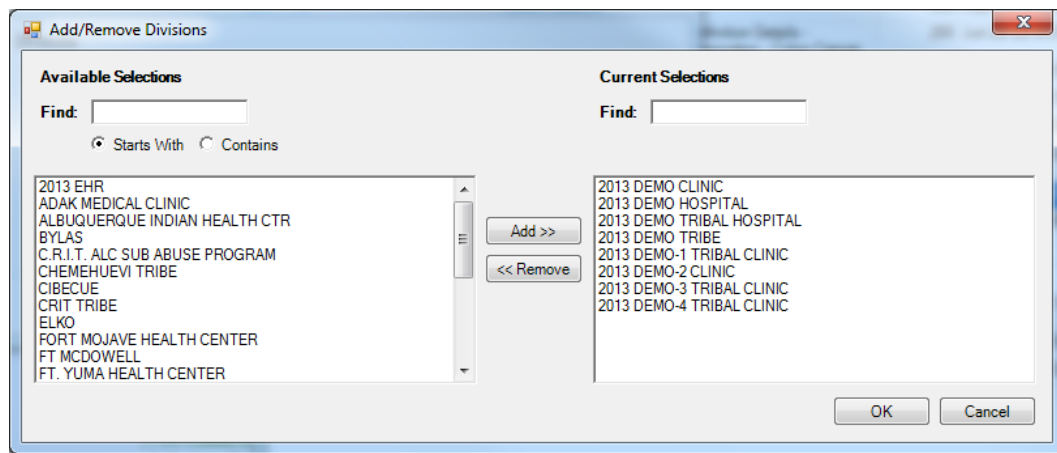 Add/Remove Divisions
Available Selections
Find:
Starts With Contains
2013 EHR
ADAK MEDICAL CLINIC
ALBUQUERQUE INDIAN HEALTH CTR
BYLAS
C.R.I.T. ALC SUB ABUSE PROGRAM
CHEMEHUEVI TRIBE
CIBECUE
CRIT TRIBE
ELKO
FORT MOJAVE HEALTH CENTER
FT MCDOWELL
FT. YUMA HEALTH CENTER
Add >>
<< Remove
Current Selections
Find:
2013 DEMO CLINIC
2013 DEMO HOSPITAL
2013 DEMO TRIBAL HOSPITAL
2013 DEMO TRIBE
2013 DEMO-1 TRIBAL CLINIC
2013 DEMO-2 CLINIC
2013 DEMO-3 TRIBAL CLINIC
2013 DEMO-4 TRIBAL CLINIC
OK
Cancel